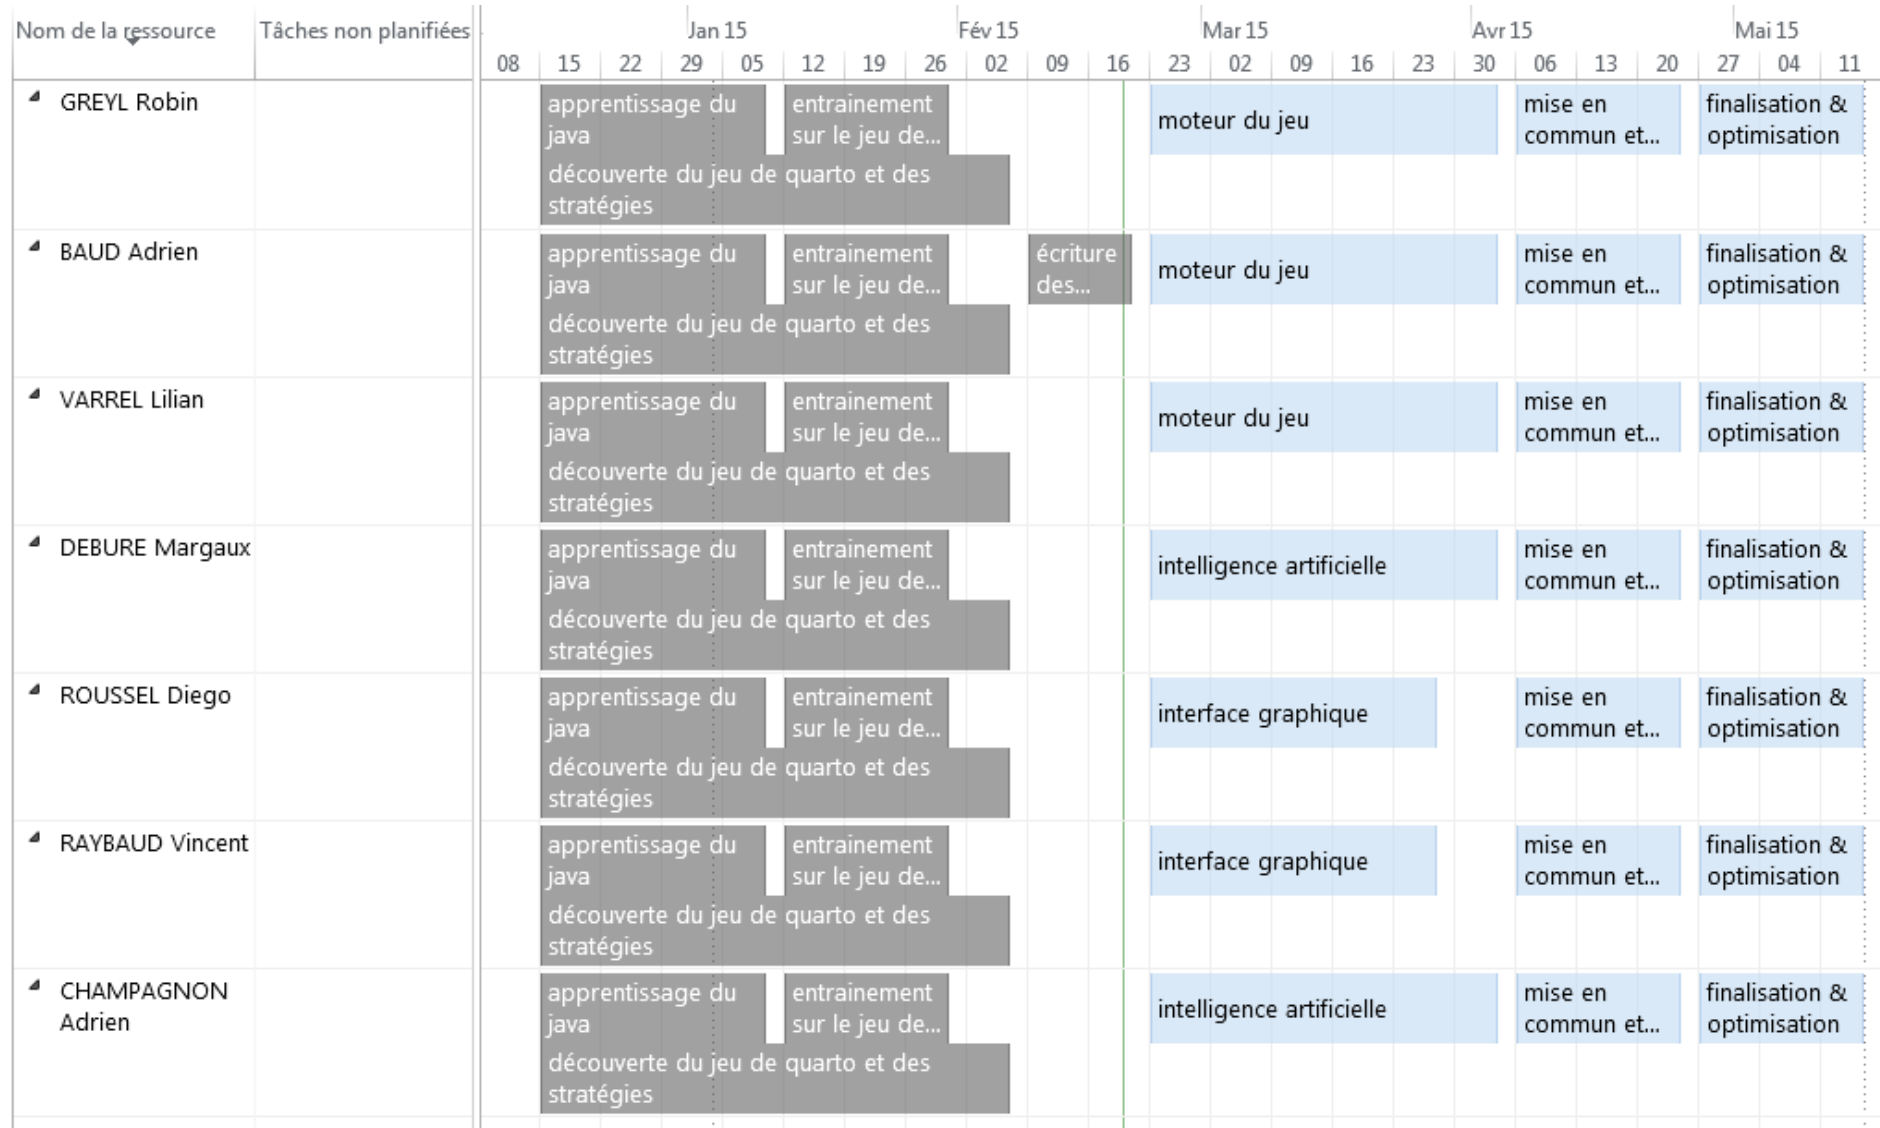 Nom de la ressource Tâches non planifiées Jan 15 Fév 15 Mar 15 Avr 15 Mai 15
08 15 22 29 05 12 19 26 02 09 16 23 02 09 16 23 30 06 13 20 27 04 11
GREYL Robin
apprentissage du
java
entrainement
sur le jeu de...
moteur du jeu
mise en
commun et...
finalisation &
optimisation
découverte du jeu de quarto et des
stratégies
BAUD Adrien
apprentissage du
java
entrainement
sur le jeu de...
écriture
des...
moteur du jeu
mise en
commun et...
finalisation &
optimisation
découverte du jeu de quarto et des
stratégies
VARREL Lilian
apprentissage du
java
entrainement
sur le jeu de...
moteur du jeu
mise en
commun et...
finalisation &
optimisation
découverte du jeu de quarto et des
stratégies
DEBURE Margaux
apprentissage du
java
entrainement
sur le jeu de...
intelligence artificielle
mise en
commun et...
finalisation &
optimisation
découverte du jeu de quarto et des
stratégies
ROUSSEL Diego
apprentissage du
java
entrainement
sur le jeu de...
interface graphique
mise en
commun et...
finalisation &
optimisation
découverte du jeu de quarto et des
stratégies
RAYBAUD Vincent
apprentissage du
java
entrainement
sur le jeu de...
interface graphique
mise en
commun et...
finalisation &
optimisation
découverte du jeu de quarto et des
stratégies
CHAMPAGNON
Adrien
apprentissage du
java
entrainement
sur le jeu de...
intelligence artificielle
mise en
commun et...
finalisation &
optimisation
découverte du jeu de quarto et des
stratégies